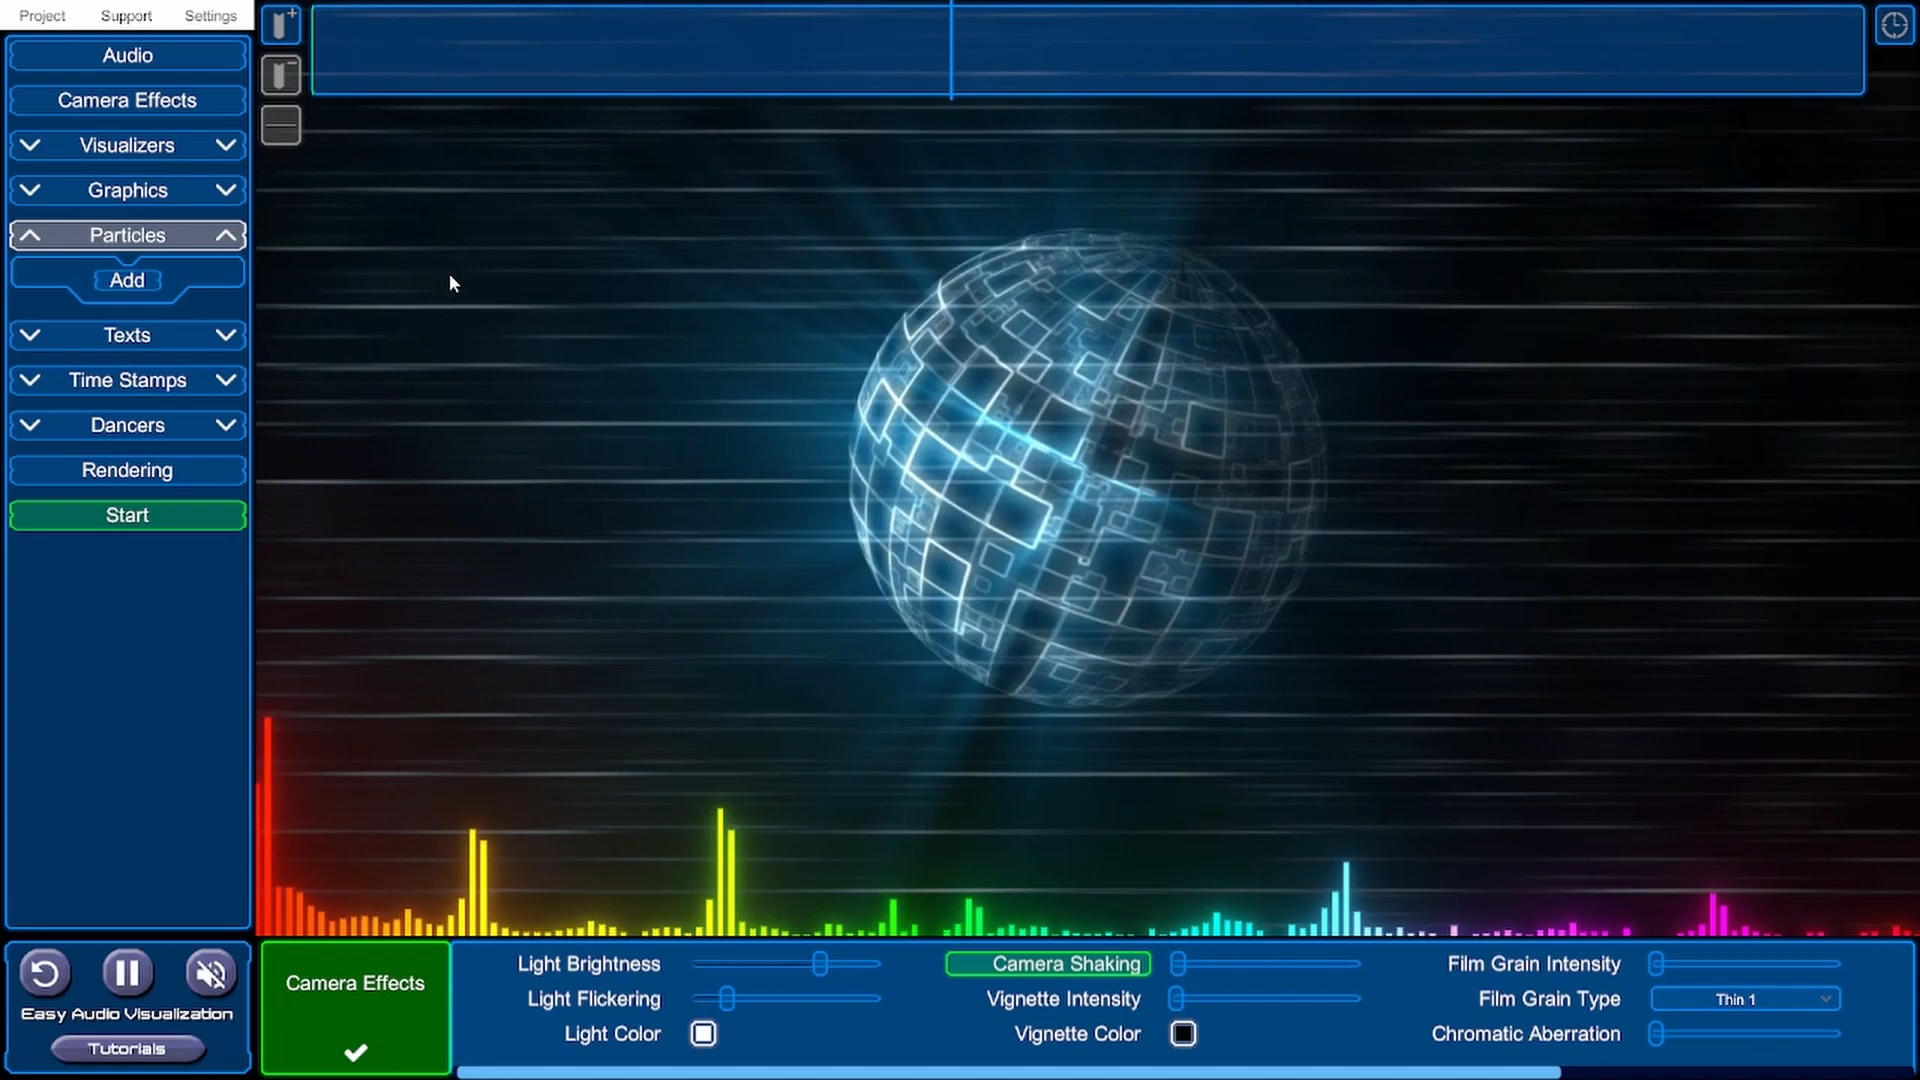 Project Support Settings
Audio
Camera Effects
Visualizers
Graphics
Particles
Add
Texts
Time Stamps
Dancers
Rendering
Start
Easy Audio Visualization
Tutorials
Camera Effects
Light Brightness
Light Flickering
Light Color
Camera Shaking
Vignette Intensity
Vignette Color
Film Grain Intensity
Film Grain Type Thin 1
Chromatic Aberration